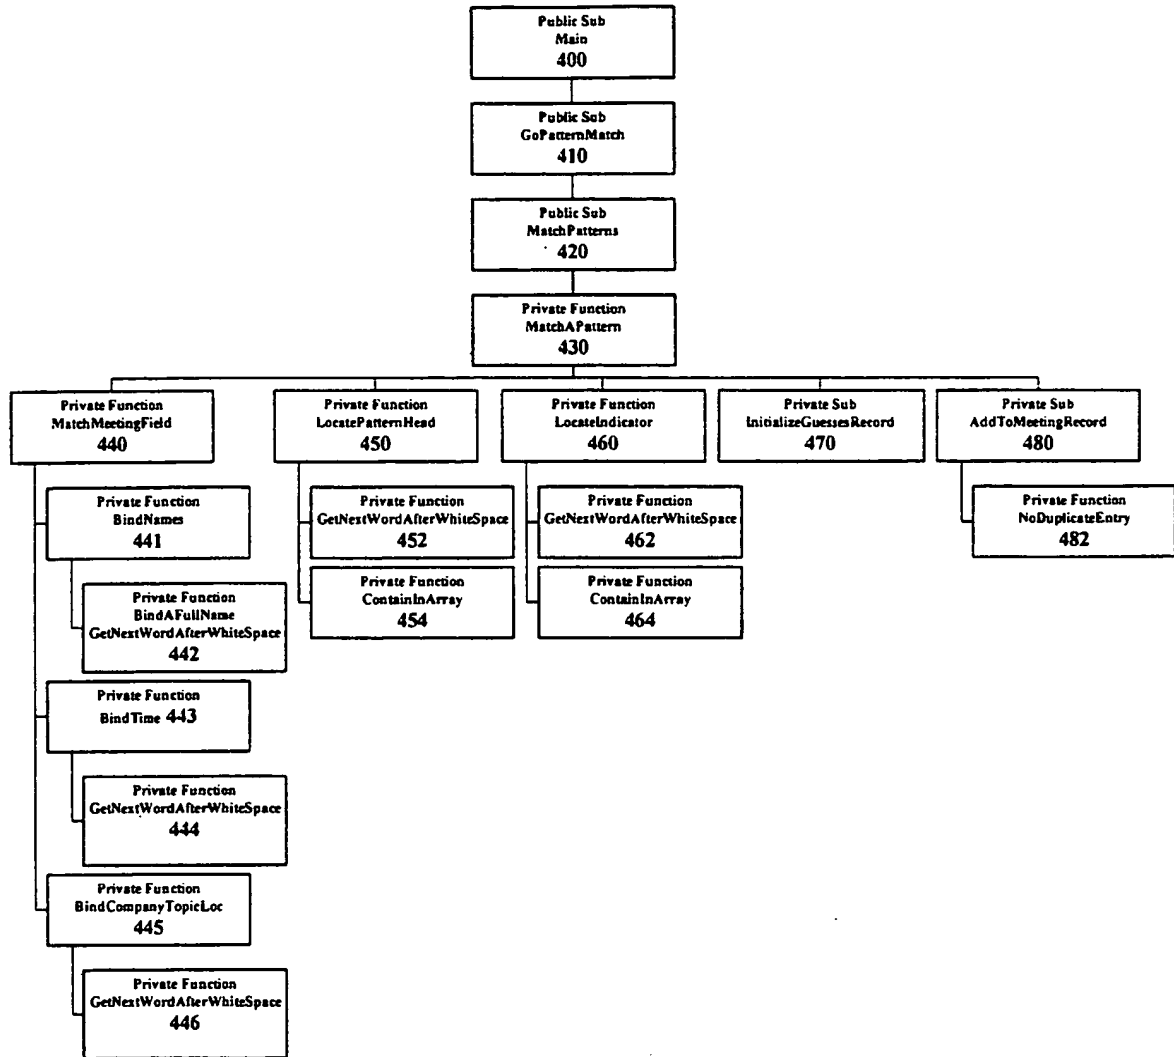 Public Sub
Main
400
Public Sub
GoPatternMatch
410
Public Sub
MatchPatterns
420
Private Function
MatchAPattern
430
Private Function
MatchMeetingField
440
Private Function
LocatePatternHead
450
Private Function
LocateIndicator
460
Private Sub
InitializeGuessesRecord
470
Private Sub
AddToMeetingRecord
480
Private Function
BindNames
441
Private Function
GetNextWordAfterWhiteSpace
452
Private Function
GetNextWordAfterWhiteSpace
462
Private Function
NoDuplicateEntry
482
Private Function
ContainInArray
454
Private Function
ContainInArray
464
Private Function
BindAFullName
GetNextWordAfterWhiteSpace
442
Private Function
BindTime 443
Private Function
GetNextWordAfterWhiteSpace
444
Private Function
BindCompanyTopicLoc
445
Private Function
GetNextWordAfterWhiteSpace
446